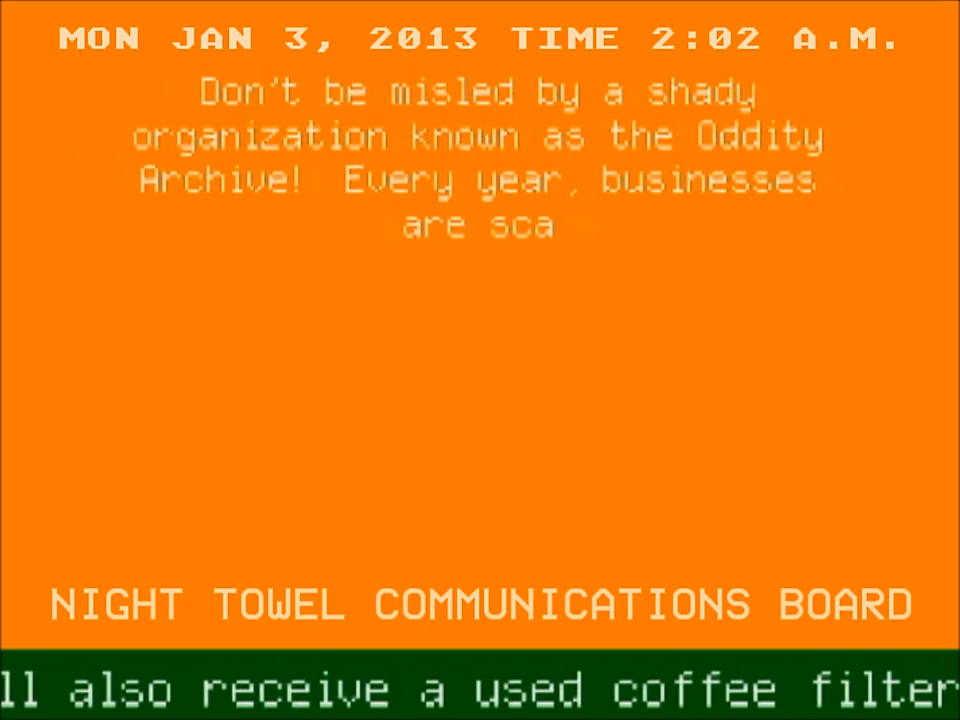 MON JAN 3, 2013 TIME 2:02 A.M.
Don't be misled by a shady
organization known as the Oddity
Archive! Every year, businesses
are sca
NIGHT TOWEL COMMUNICATIONS BOARD
ll also receive a used coffee filter